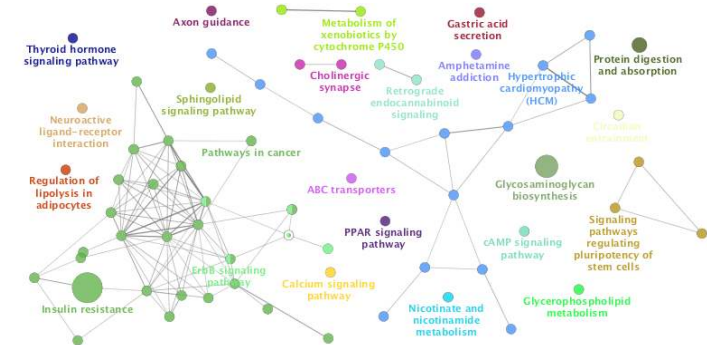 Axon guidance
Metabolism of
xenobiotics by
cytochrome P450
Gastric acid
secretion
Thyroid hormone
signaling pathway
Protein digestion
and absorption
Cholinergic
synapse
Amphetamine
addiction
Hypertrophic
cardiomyopathy
(HCM)
Retrograde
endocannabinoid
signaling
Sphingolipid
signaling pathway
Neuroactive
ligand-receptor
interaction
Circadian
entrainment
Pathways in cancer
Regulation of
lipolysis in
adipocytes
ABC transporters
Glycosaminoglycan
biosynthesis
PPAR signaling
pathway
cAMP signaling
pathway
Signaling
pathways
regulating
pluripotency of
stem cells
ErbB signaling
pathway
Calcium signaling
pathway
Insulin resistance
Nicotinate and
nicotinamide
metabolism
Glycerophospholipid
metabolism